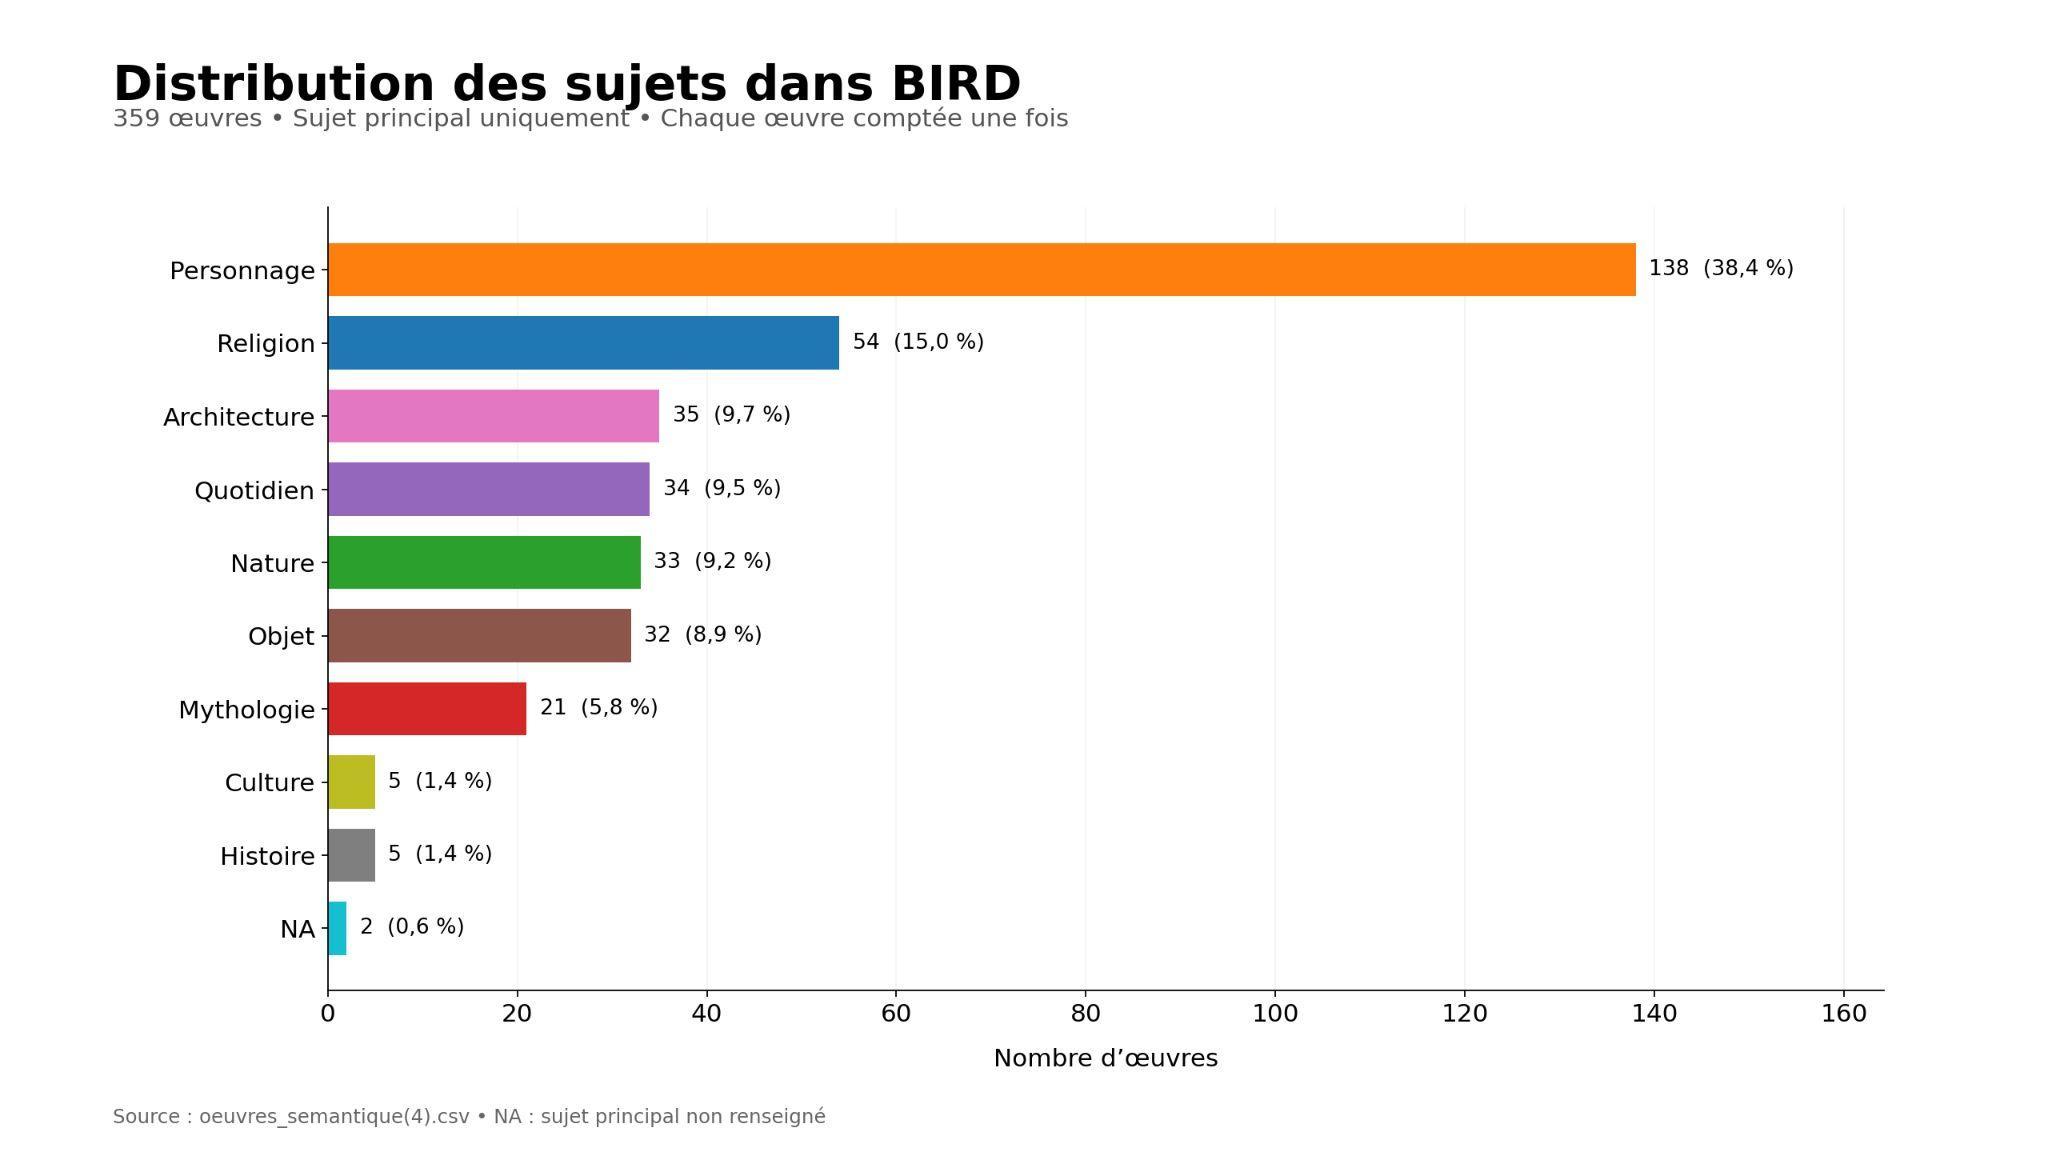 Distribution des sujets dans BIRD
359 œuvres • Sujet principal uniquement • Chaque œuvre comptée une fois
Personnage 138 (38,4 %)
Religion 54 (15,0 %)
Architecture 35 (9,7 %)
Quotidien 34 (9,5 %)
Nature 33 (9,2 %)
Objet 32 (8,9 %)
Mythologie 21 (5,8 %)
Culture 5 (1,4 %)
Histoire 5 (1,4 %)
NA 2 (0,6 %)
0 20 40 60 80 100 120 140 160
Nombre d’œuvres
Source : oeuvres_semantique(4).csv • NA : sujet principal non renseigné